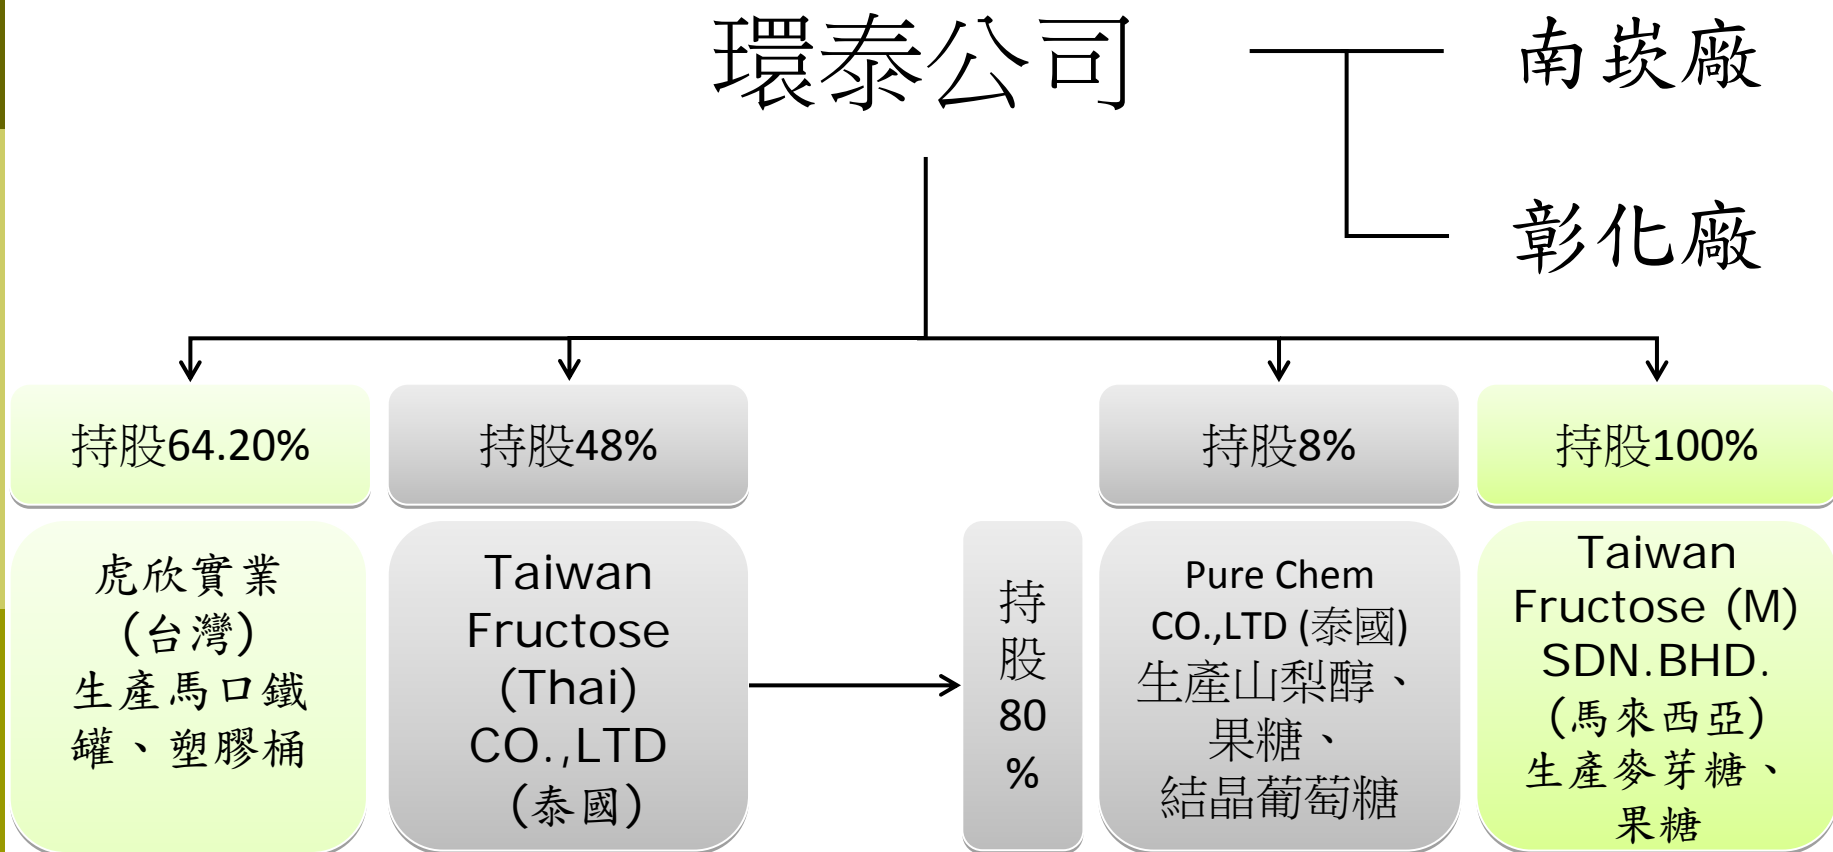 環泰公司
南崁廠
彰化廠
持股64.20%
持股48%
持股8%
持股100%
虎欣實業
(台灣)
生產馬口鐵
罐、塑膠桶
Taiwan
Fructose
(Thai)
CO.,LTD
(泰國)
持
股
80
%
Pure Chem
CO.,LTD (泰國)
生產山梨醇、
果糖、
結晶葡萄糖
Taiwan
Fructose (M)
SDN.BHD.
(馬來西亞)
生產麥芽糖、
果糖